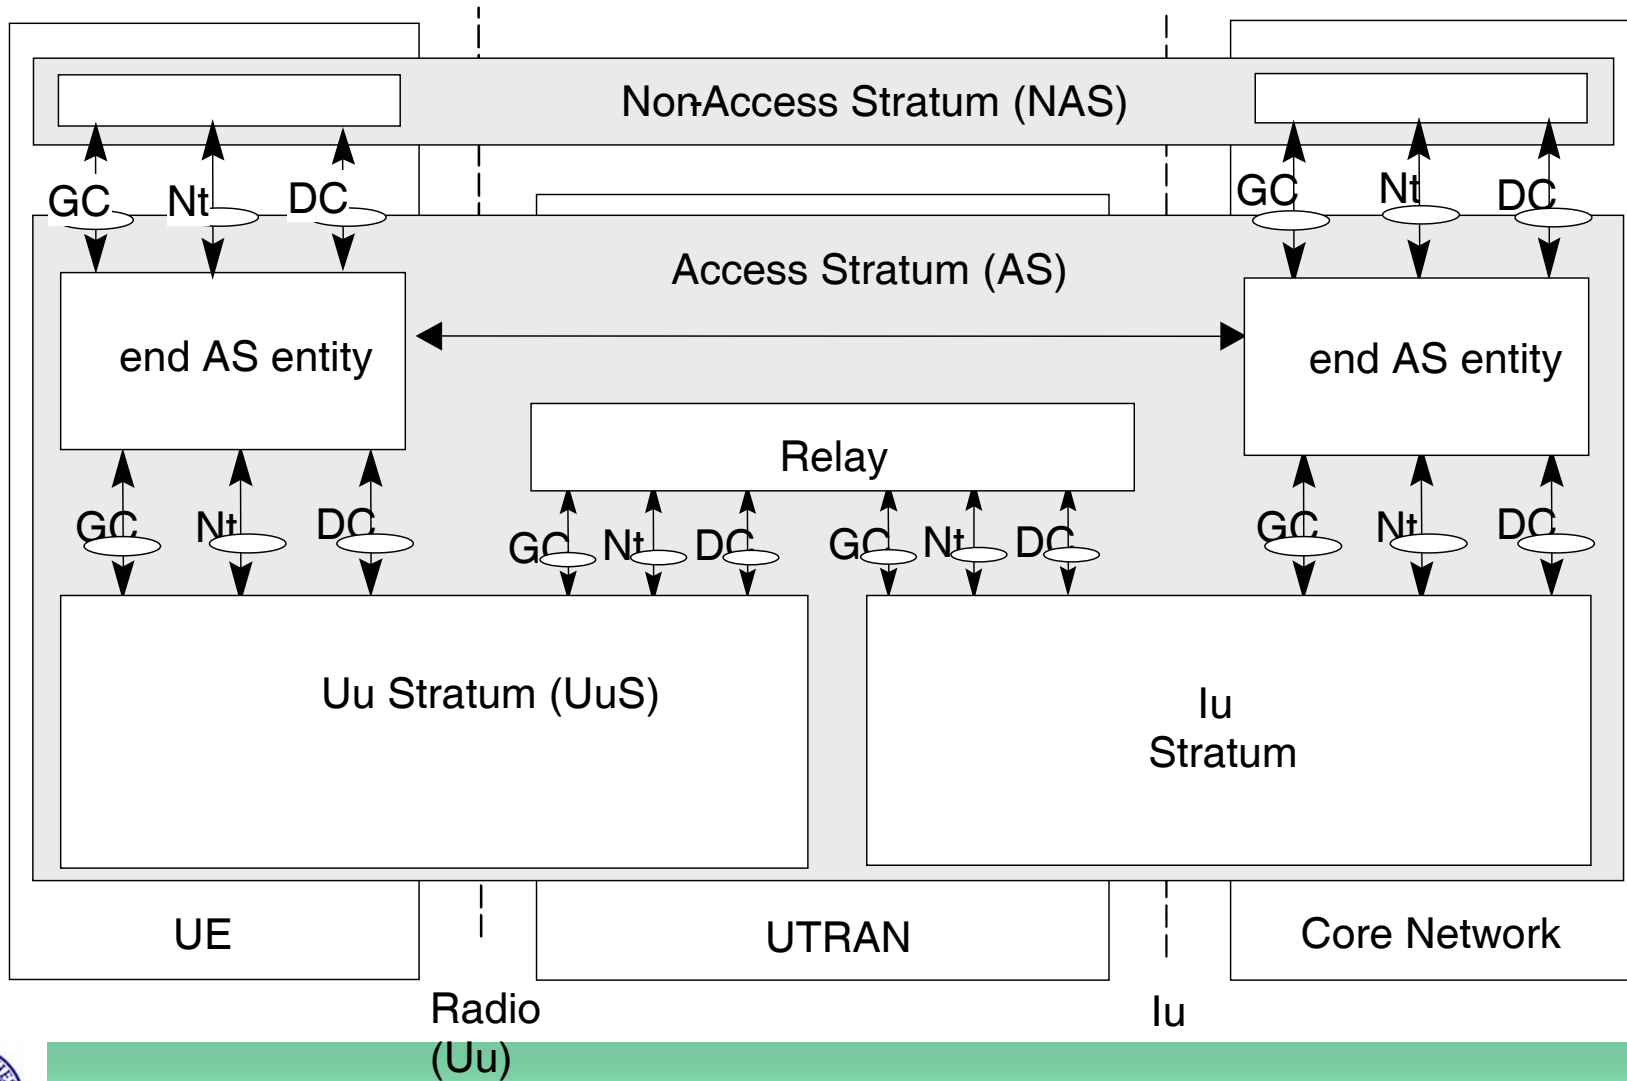 Non-Access Stratum (NAS)
GC Nt DC GC Nt DC
Access Stratum (AS)
end AS entity end AS entity
Relay
GC Nt DC GC Nt DC GC Nt DC GC Nt DC
Uu Stratum (UuS)
Iu
Stratum
UE UTRAN Core Network
Radio
(Uu)
Iu